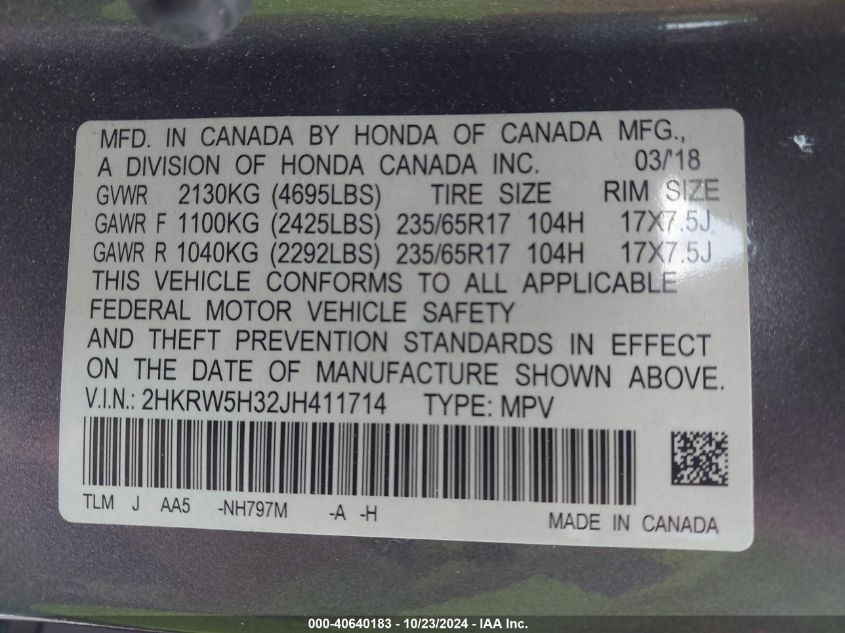 MFD. IN CANADA BY HONDA OF CANADA MFG.,
A DIVISION OF HONDA CANADA INC. 03/'18
GVWR 2130KG (4695LBS) TIRE SIZE RIM SIZE
GAWR F 1100KG (2425LBS) 235/65R17 104H 17X7.5J
GAWR R 1040KG (2292LBS) 235/65R17 104H 17X7.5J
THIS VEHICLE CONFORMS TO ALL APPLICABLE
FEDERAL MOTOR VEHICLE SAFETY
AND THEFT PREVENTION STANDARDS IN EFFECT
ON THE DATE OF MANUFACTURE SHOWN ABOVE.
V.I.N.: 2HKRW5H32JH411714 TYPE: MPV
TLM J AA5 -NH797M -A -H
MADE IN CANADA
000-40640183 - 10/23/2024 - IAA Inc.